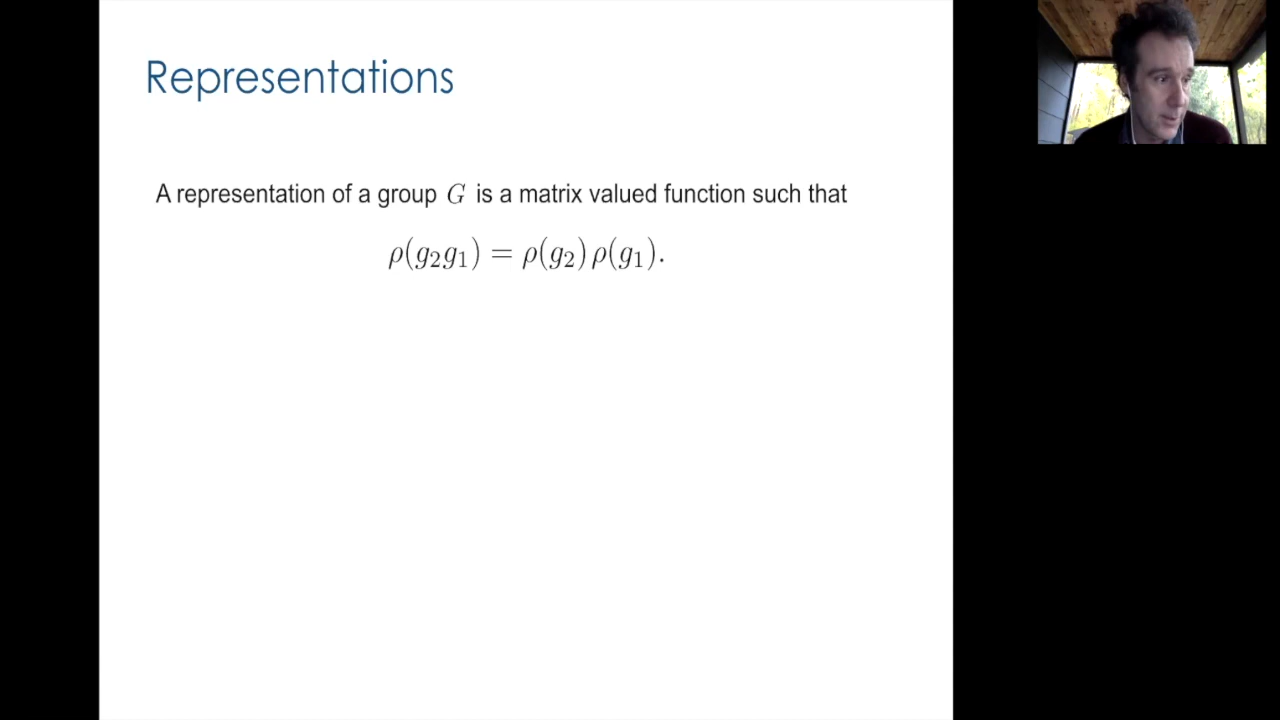 Representations
A representation of a group G is a matrix valued function such that
ρ(g₂g₁) = ρ(g₂)ρ(g₁).